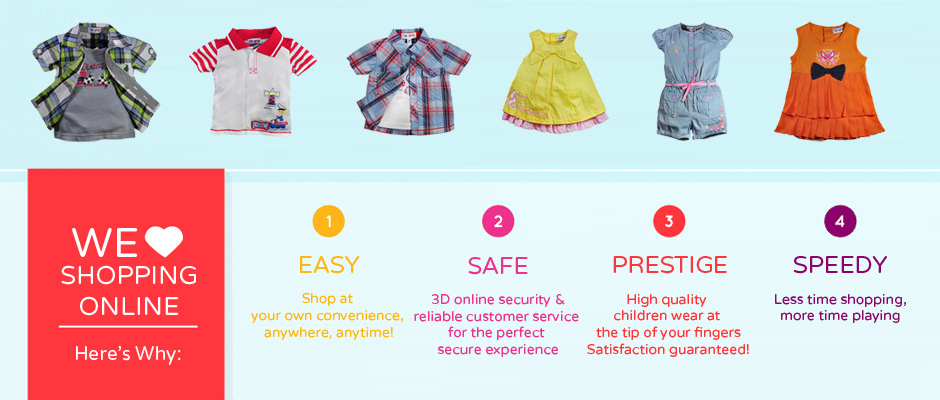 WE
SHOPPING
ONLINE
Here's Why:
1
EASY
Shop at
your own convenience,
anywhere, anytime!
2
SAFE
3D online security &
reliable customer service
for the perfect
secure experience
3
PRESTIGE
High quality
children wear at
the tip of your fingers
Satisfaction guaranteed!
4
SPEEDY
Less time shopping,
more time playing